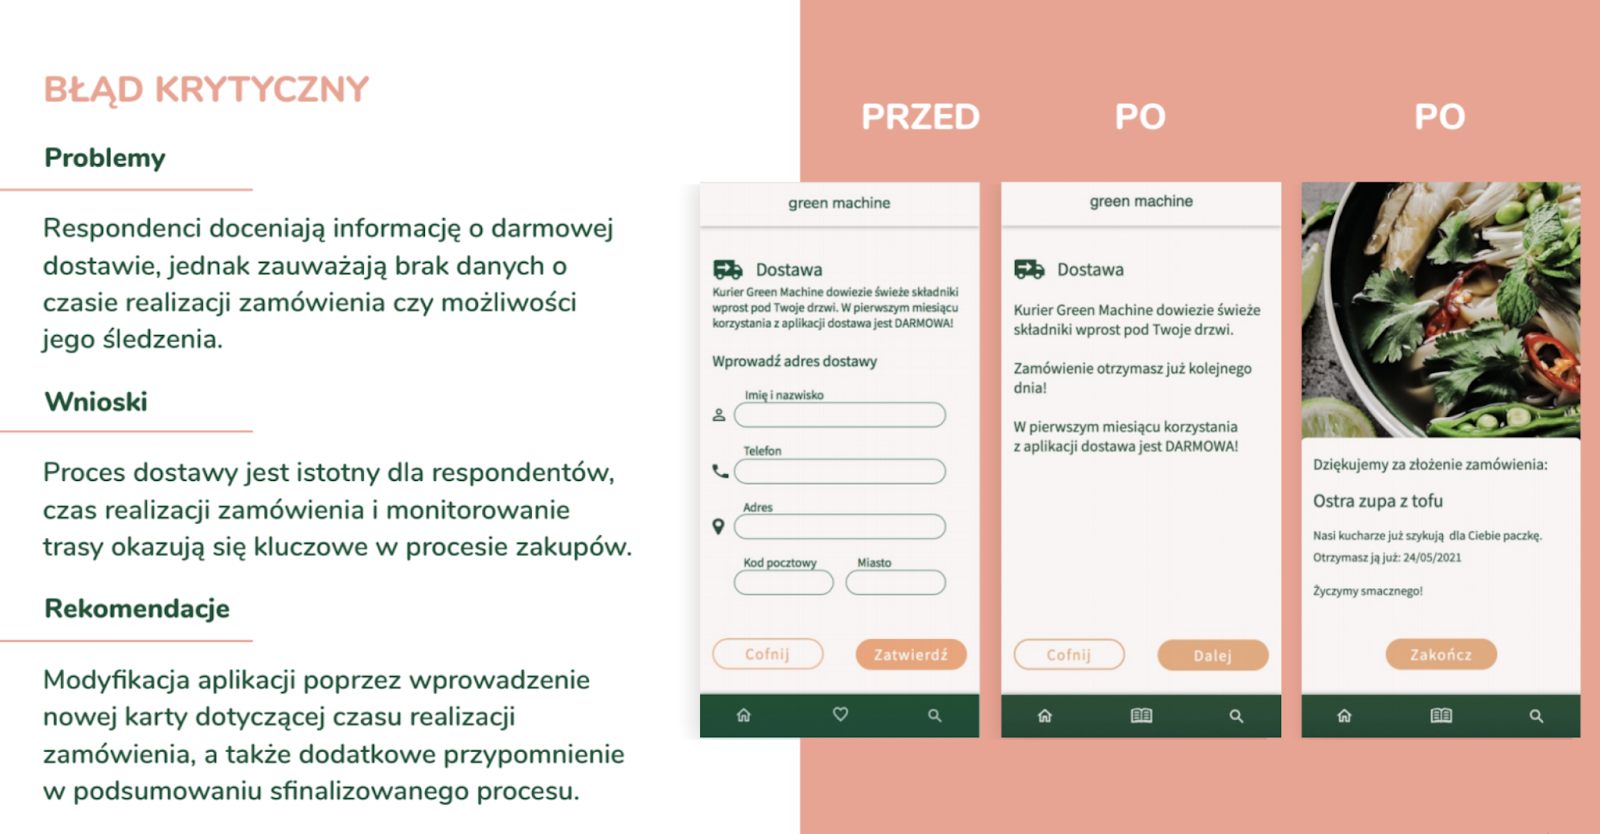 BŁĄD KRYTYCZNY
Problemy
Respondenci doceniają informację o darmowej
dostawie, jednak zauważają brak danych o
czasie realizacji zamówienia czy możliwości
jego śledzenia.
Wnioski
Proces dostawy jest istotny dla respondentów,
czas realizacji zamówienia i monitorowanie
trasy okazują się kluczowe w procesie zakupów.
Rekomendacje
Modyfikacja aplikacji poprzez wprowadzenie
nowej karty dotyczącej czasu realizacji
zamówienia, a także dodatkowe przypomnienie
w podsumowaniu sfinalizowanego procesu.
PRZED
green machine
Dostawa
Kurier Green Machine dowiezie świeże składniki
wprost pod Twoje drzwi. W pierwszym miesiącu
korzystania z aplikacji dostawa jest DARMOWA!
Wprowadź adres dostawy
Imię i nazwisko
Telefon
Adres
Kod pocztowy Miasto
Cofnij Zatwierdź
PO
green machine
Dostawa
Kurier Green Machine dowiezie świeże
składniki wprost pod Twoje drzwi.
Zamówienie otrzymasz już kolejnego
dnia!
W pierwszym miesiącu korzystania
z aplikacji dostawa jest DARMOWA!
Cofnij Dalej
PO
Dziękujemy za złożenie zamówienia:
Ostra zupa z tofu
Nasi kucharze już szykują dla Ciebie paczkę.
Otrzymasz ją już: 24/05/2021
Życzymy smacznego!
Zakończ